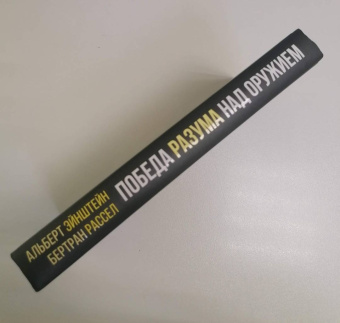 АЛЬБЕРТ ЭЙНШТЕЙН
БЕРТРАН РАССЕЛ
ПОБЕДА РАЗУМА НАД ОРУЖИЕМ